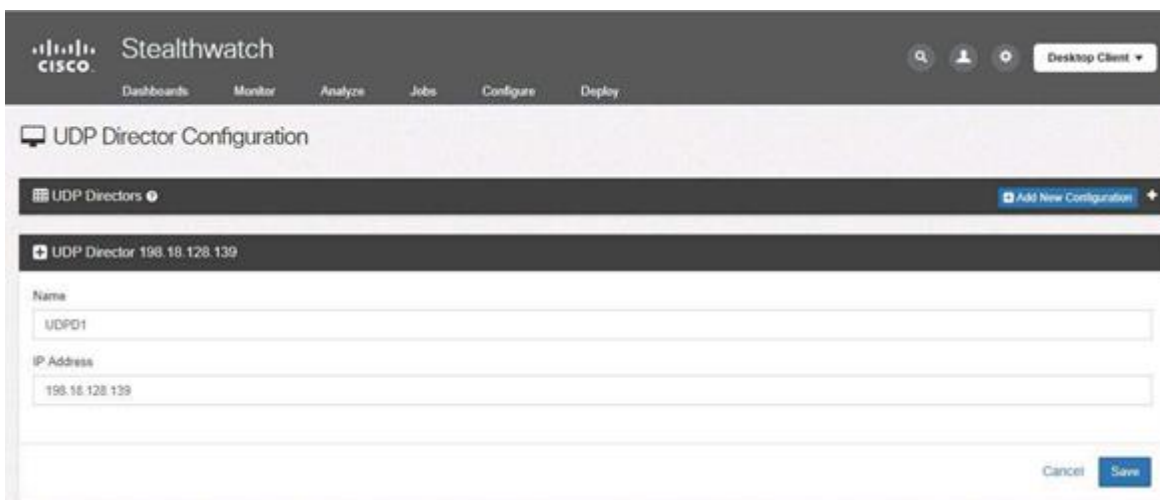 CISCO
Stealthwatch
Desktop Client
Dashboards Monitor Analyze Jobs Configure Deploy
UDP Director Configuration
UDP Directors
Add New Configuration
UDP Director 198.18.128.139
Name
UDPD1
IP Address
198.18.128.139
Cancel Save